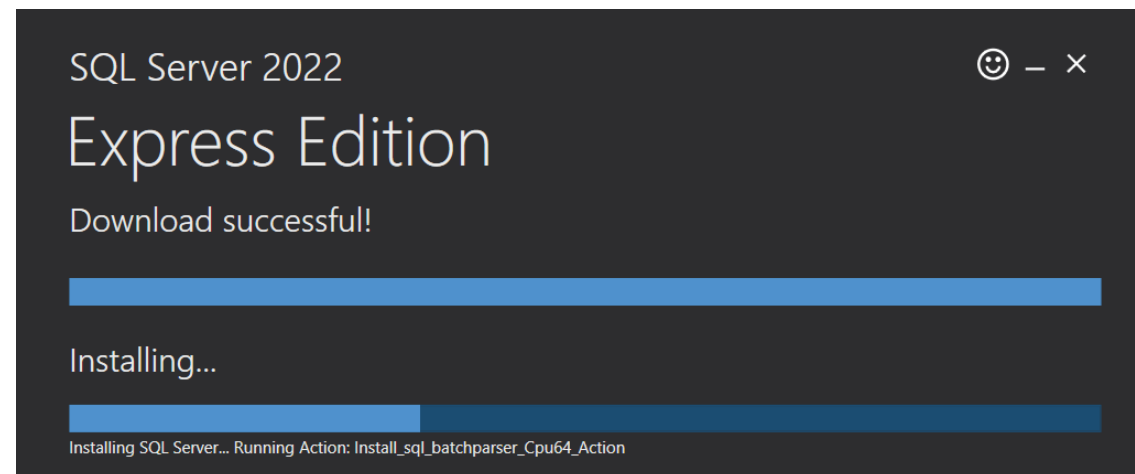 SQL Server 2022
Express Edition
Download successful!
Installing...
Installing SQL Server... Running Action: Install_sql_batchparser_Cpu64_Action